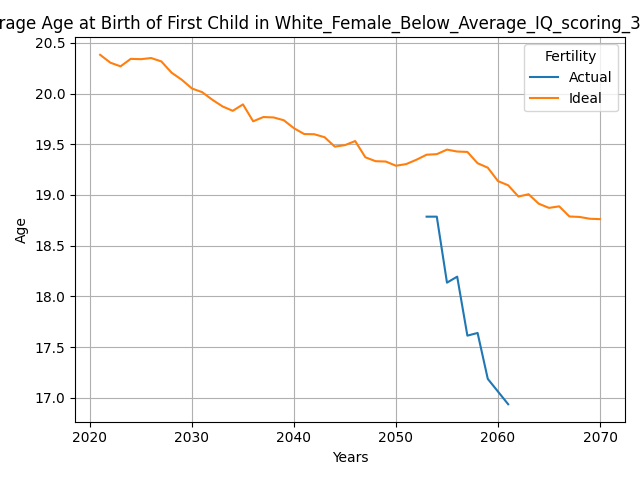 rage Age at Birth of First Child in White_Female_Below_Average_IQ_scoring_3
20.5
20.0
19.5
19.0
18.5
18.0
17.5
17.0
Age
Fertility
Actual
Ideal
2020
2030
2040
2050
2060
2070
Years